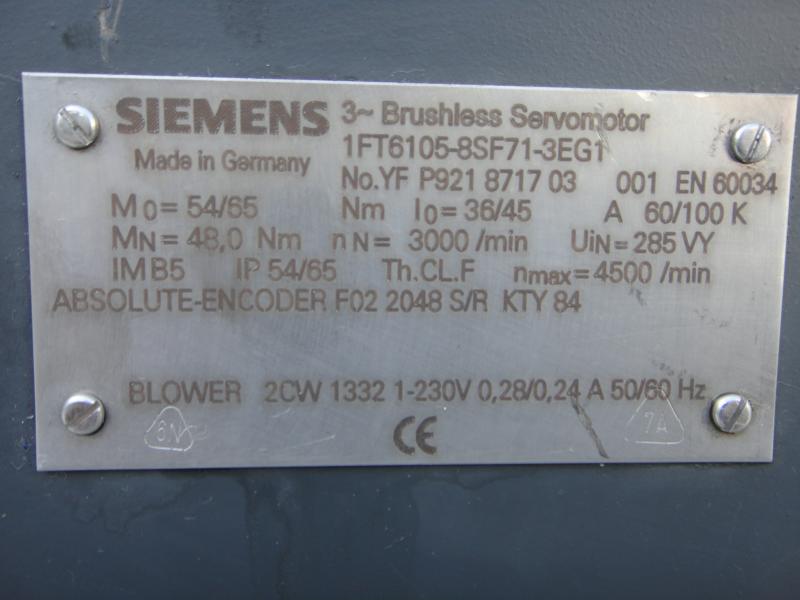 SIEMENS 3~ Brushless Servomotor
Made in Germany 1FT6105-8SF71-3EG1
No.YF P921 8717 03 001 EN 60034
M0= 54/65 Nm I0= 36/45 A 60/100 K
MN= 48,0 Nm nN= 3000 /min UiN= 285 VY
IM B5 IP 54/65 Th.CL.F nmax= 4500 /min
ABSOLUTE-ENCODER F02 2048 S/R KTY 84
BLOWER 2CW 1332 1-230V 0,28/0,24 A 50/60 Hz
6N 7A
CE